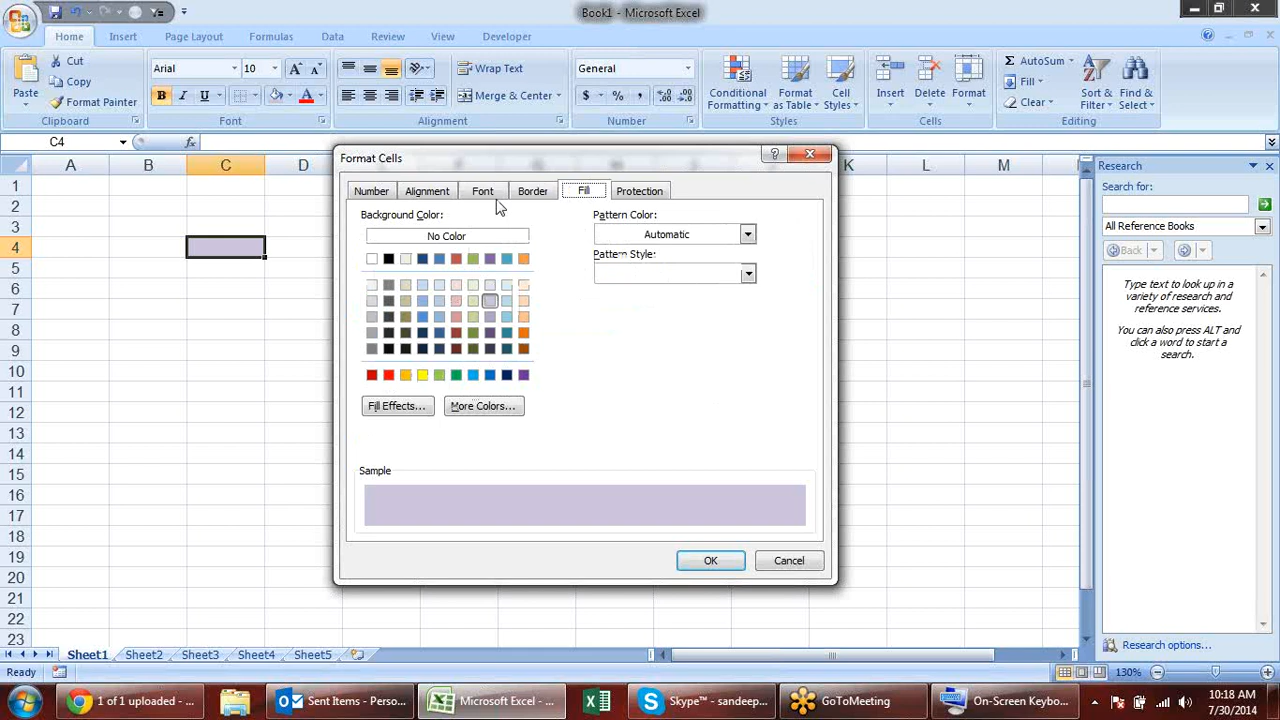 Book1 - Microsoft Excel
Home Insert Page Layout Formulas Data Review View Developer
Paste
Cut
Copy
Format Painter
Clipboard
Arial 10
B I U A
Font
Wrap Text
Merge & Center
Alignment
General
$ % ,
Number
Conditional Formatting
Format as Table
Cell Styles
Styles
Insert Delete Format
Cells
AutoSum
Fill
Clear
Sort & Filter
Find & Select
Editing
C4 fx
A B C D K L M
1
2
3
4
5
6
7
8
9
10
11
12
13
14
15
16
17
18
19
20
21
22
23
Format Cells
Number Alignment Font Border Fill Protection
Background Color:
No Color
Pattern Color:
Automatic
Pattern Style:
Fill Effects...
More Colors...
Sample
OK Cancel
Research
Search for:
All Reference Books
Back
Type text to look up in a
variety of research and
reference services.
You can also press ALT and
click a word to start a
search.
Research options...
Sheet1 Sheet2 Sheet3 Sheet4 Sheet5
Ready 130%
1 of 1 uploaded - ...
Sent Items - Perso...
Microsoft Excel - ...
Skype™ - sandeep...
GoToMeeting
On-Screen Keybo...
10:18 AM
7/30/2014